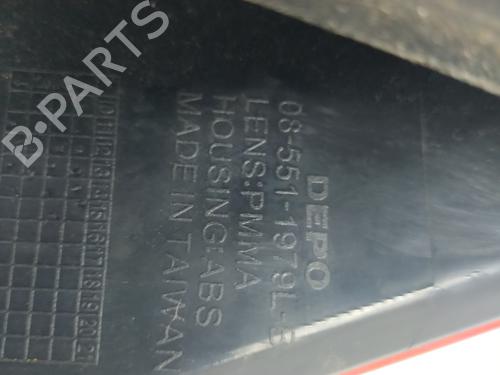 DEPO
08-551-1979L-S
LENS:PMMA
HOUSING:ABS
MADE IN TAIWAN
B-PARTS